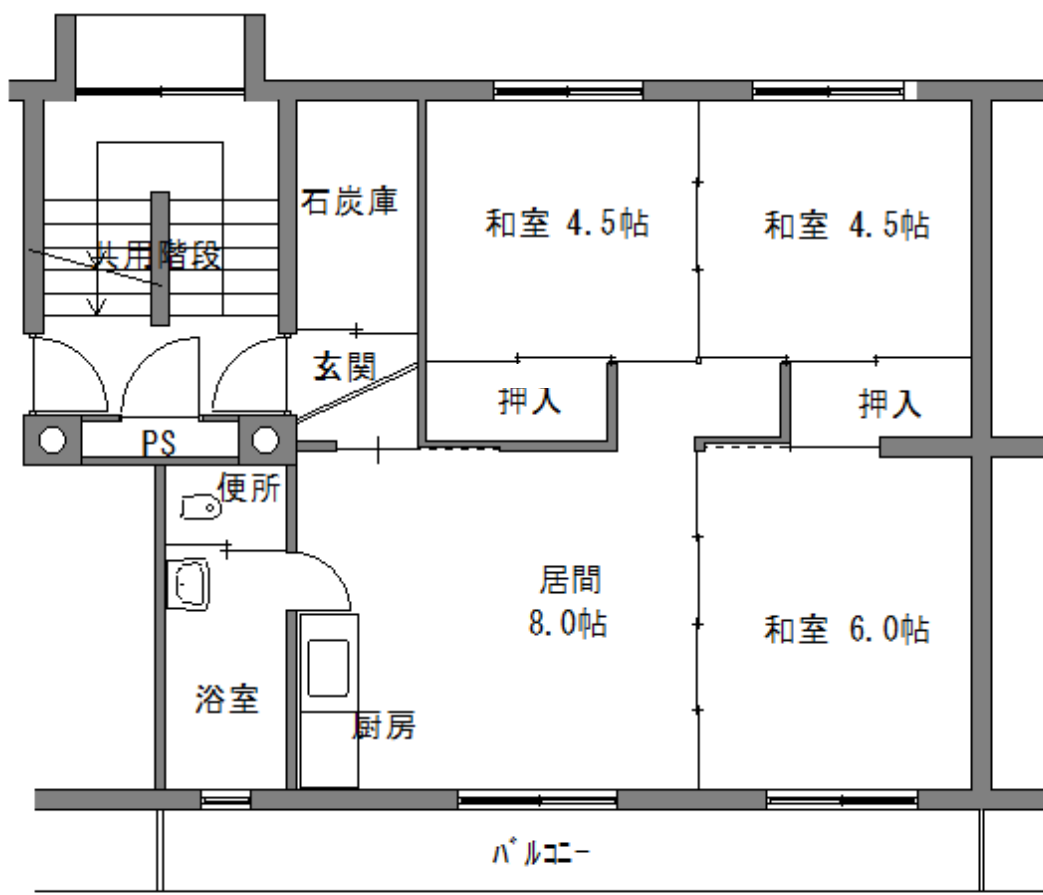 石炭庫
和室 4.5帖
和室 4.5帖
共用階段
玄関
押入
押入
PS
便所
居間
8.0帖
和室 6.0帖
浴室
厨房
バルコニー